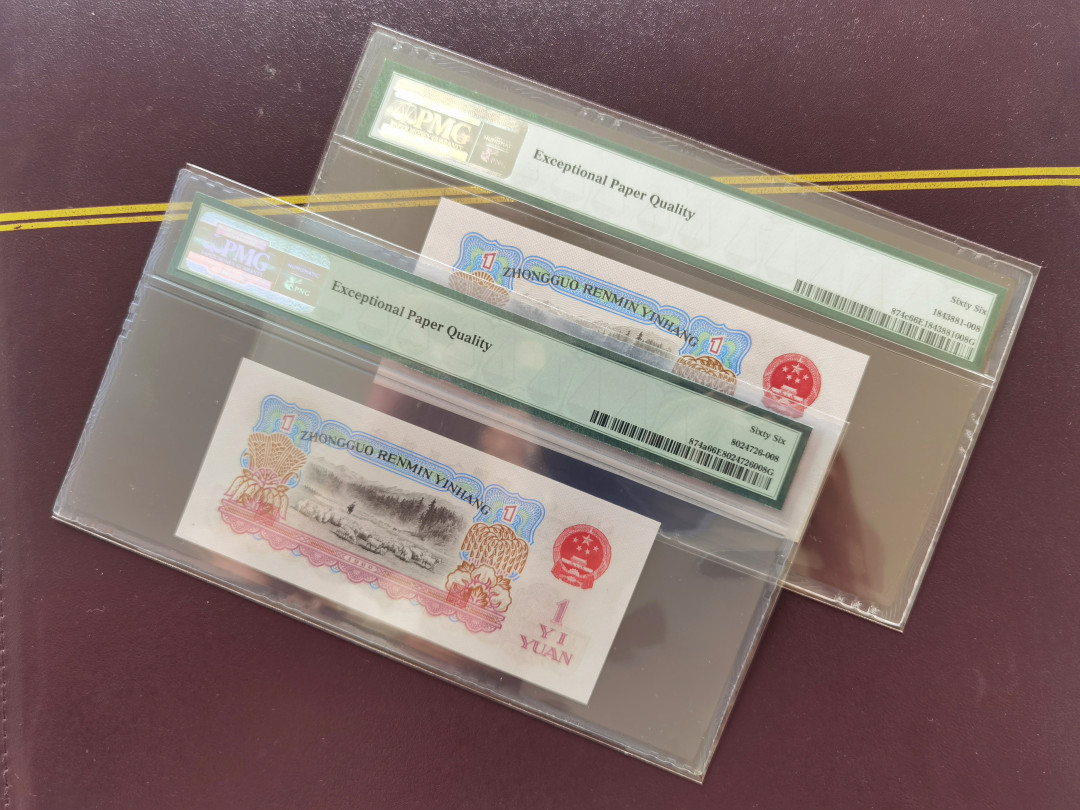 PMG
Exceptional Paper Quality
Sixty Six
1843881-008
874c66E1843881008G
1
ZHONGGUO RENMIN YINHANG
1
PMG
Exceptional Paper Quality
Sixty Six
8024726-008
874a66E8024726008G
1
ZHONGGUO RENMIN YINHANG
1
1
YI
YUAN